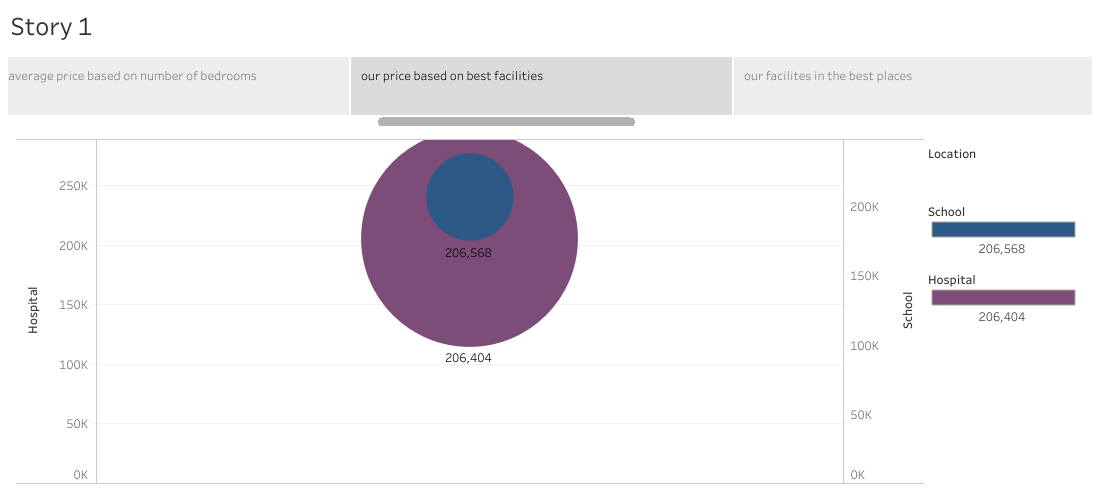 Story 1
average price based on number of bedrooms
our price based on best facilities
our facilites in the best places
Hospital
250K
200K
150K
100K
50K
0K
206,568
206,404
200K
150K
100K
50K
0K
School
Location
School
206,568
Hospital
206,404